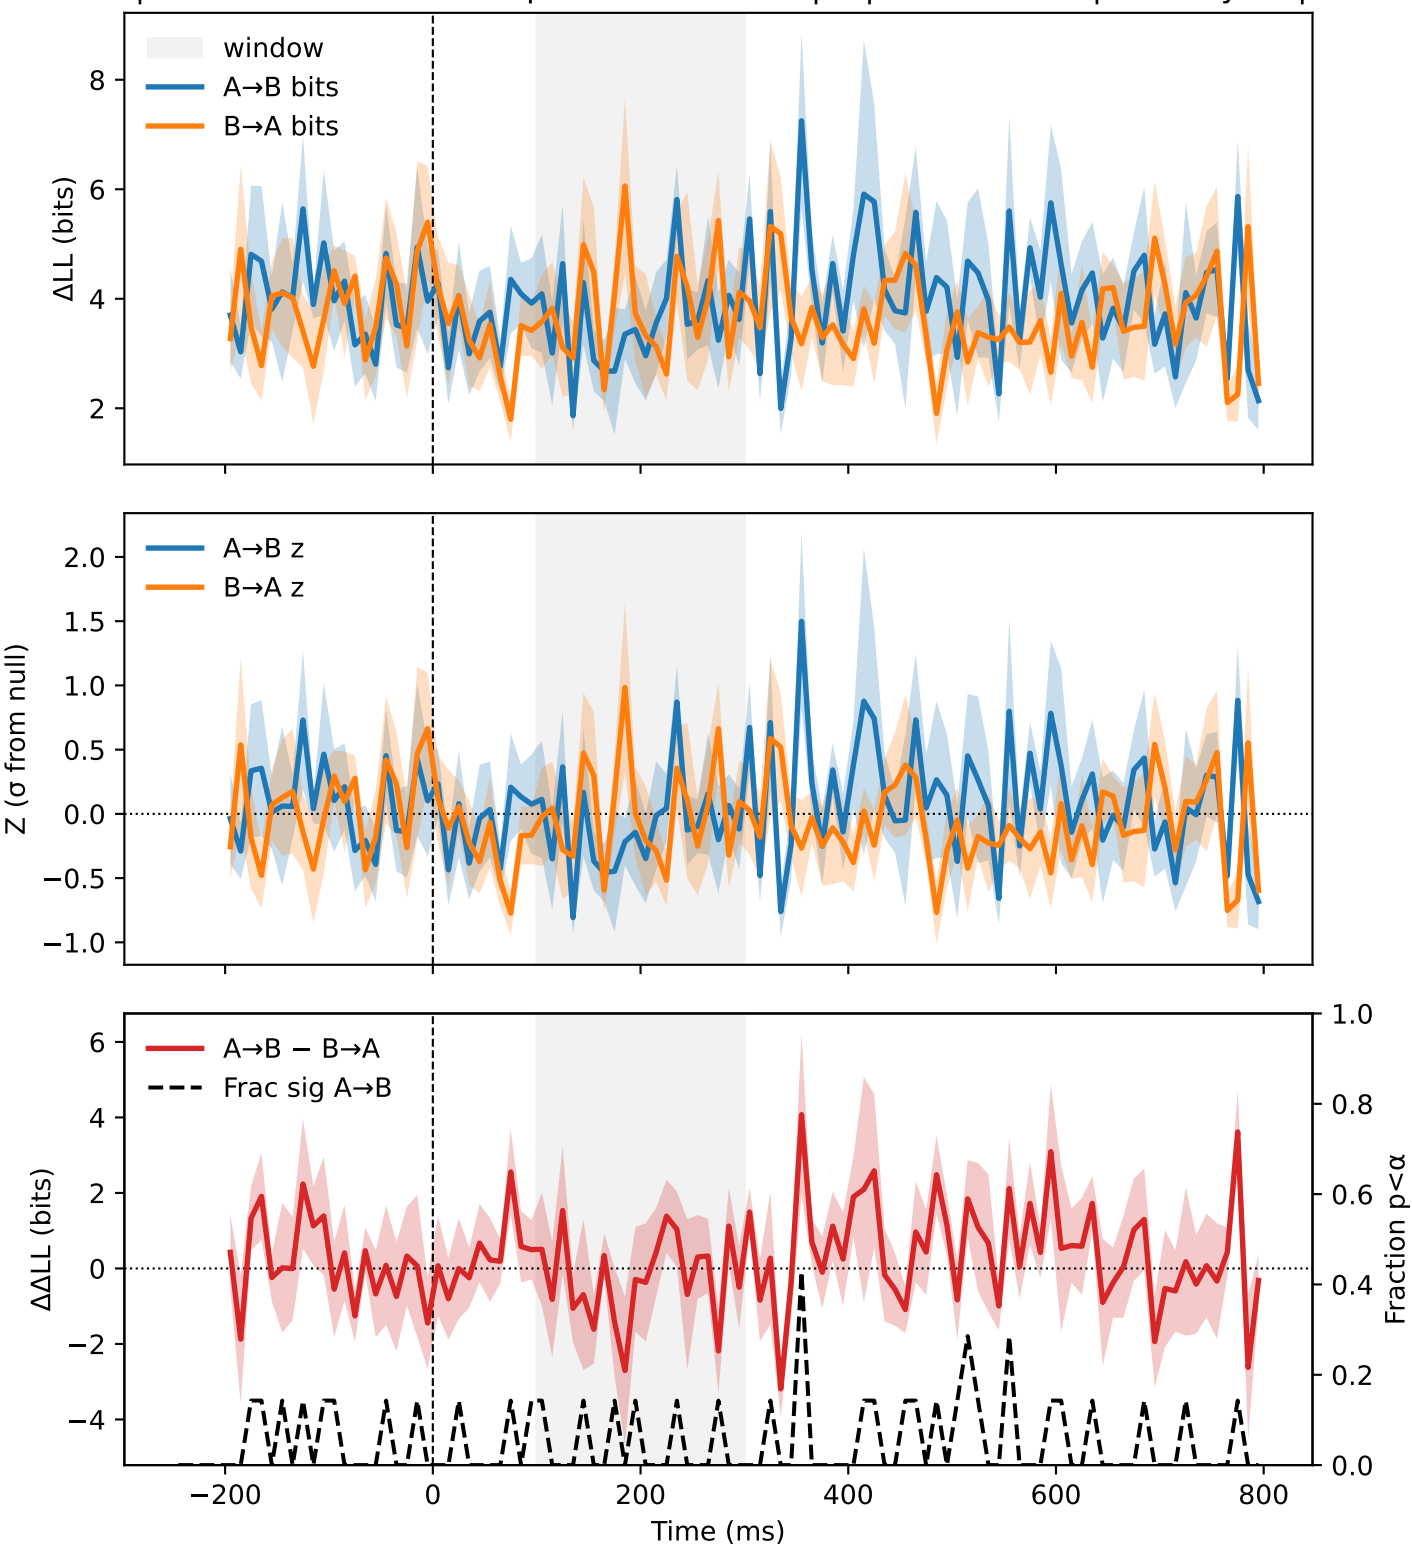 window
A→B bits
B→A bits
8
6
4
2
ΔLL (bits)
A→B z
B→A z
2.0
1.5
1.0
0.5
0.0
−0.5
−1.0
Z (σ from null)
A→B − B→A
Frac sig A→B
6
4
2
0
−2
−4
ΔΔLL (bits)
1.0
0.8
0.6
0.4
0.2
0.0
Fraction p<α
−200
0
200
400
600
800
Time (ms)